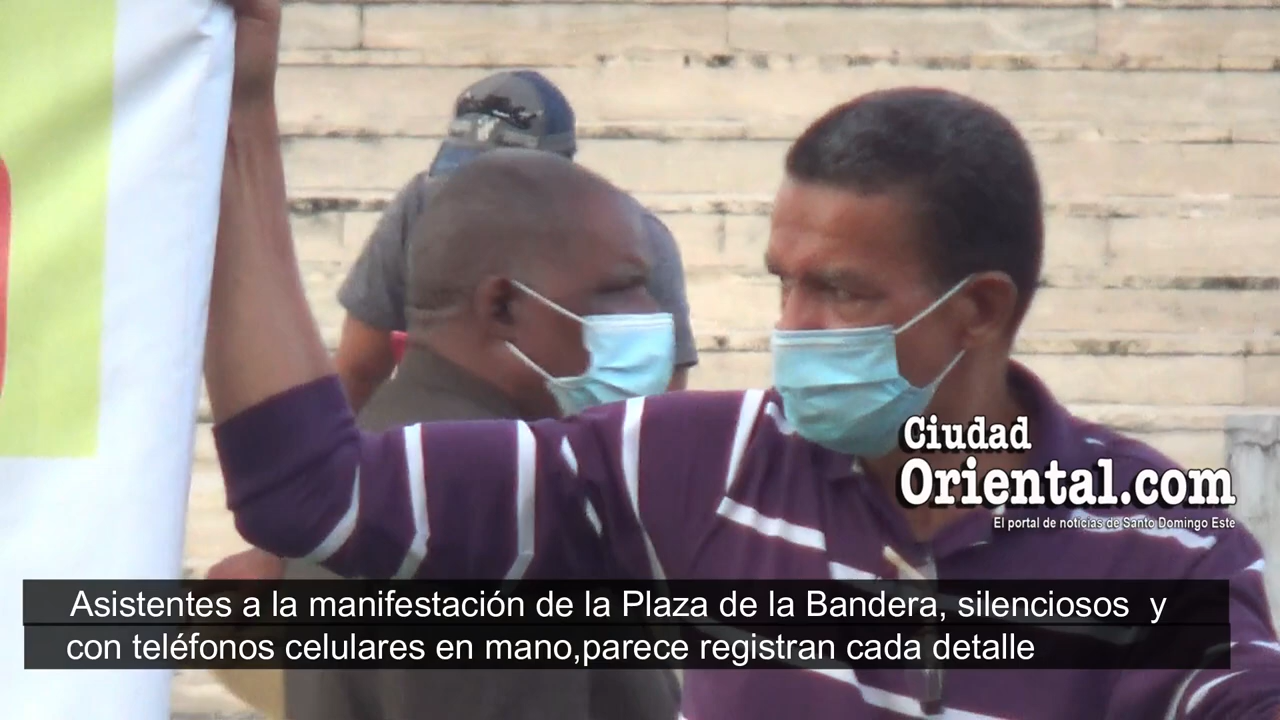 Ciudad
Oriental.com
El portal de noticias de Santo Domingo Este
Asistentes a la manifestación de la Plaza de la Bandera, silenciosos y
con teléfonos celulares en mano,parece registran cada detalle